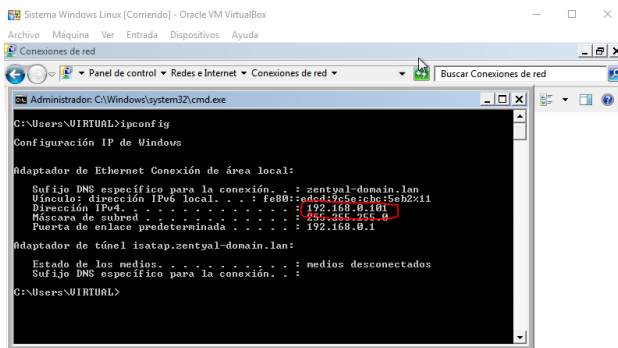 Sistema Windows Linux [Corriendo] - Oracle VM VirtualBox
Archivo Máquina Ver Entrada Dispositivos Ayuda
Conexiones de red
Panel de control Redes e Internet Conexiones de red Buscar Conexiones de red
Administrador: C:\Windows\system32\cmd.exe
C:\Users\VIRTUAL>ipconfig
Configuración IP de Windows
Adaptador de Ethernet Conexión de área local:
Sufijo DNS específico para la conexión. . : zentyal-domain.lan
Vínculo: dirección IPv6 local. . . : fe80::edcd:9c5e:cbc:5eb2%11
Dirección IPv4. . . . . . . . . . . . . . : 192.168.0.101
Máscara de subred . . . . . . . . . . . . : 255.255.255.0
Puerta de enlace predeterminada . . . . . : 192.168.0.1
Adaptador de túnel isatap.zentyal-domain.lan:
Estado de los medios. . . . . . . . . . . : medios desconectados
Sufijo DNS específico para la conexión. . :
C:\Users\VIRTUAL>